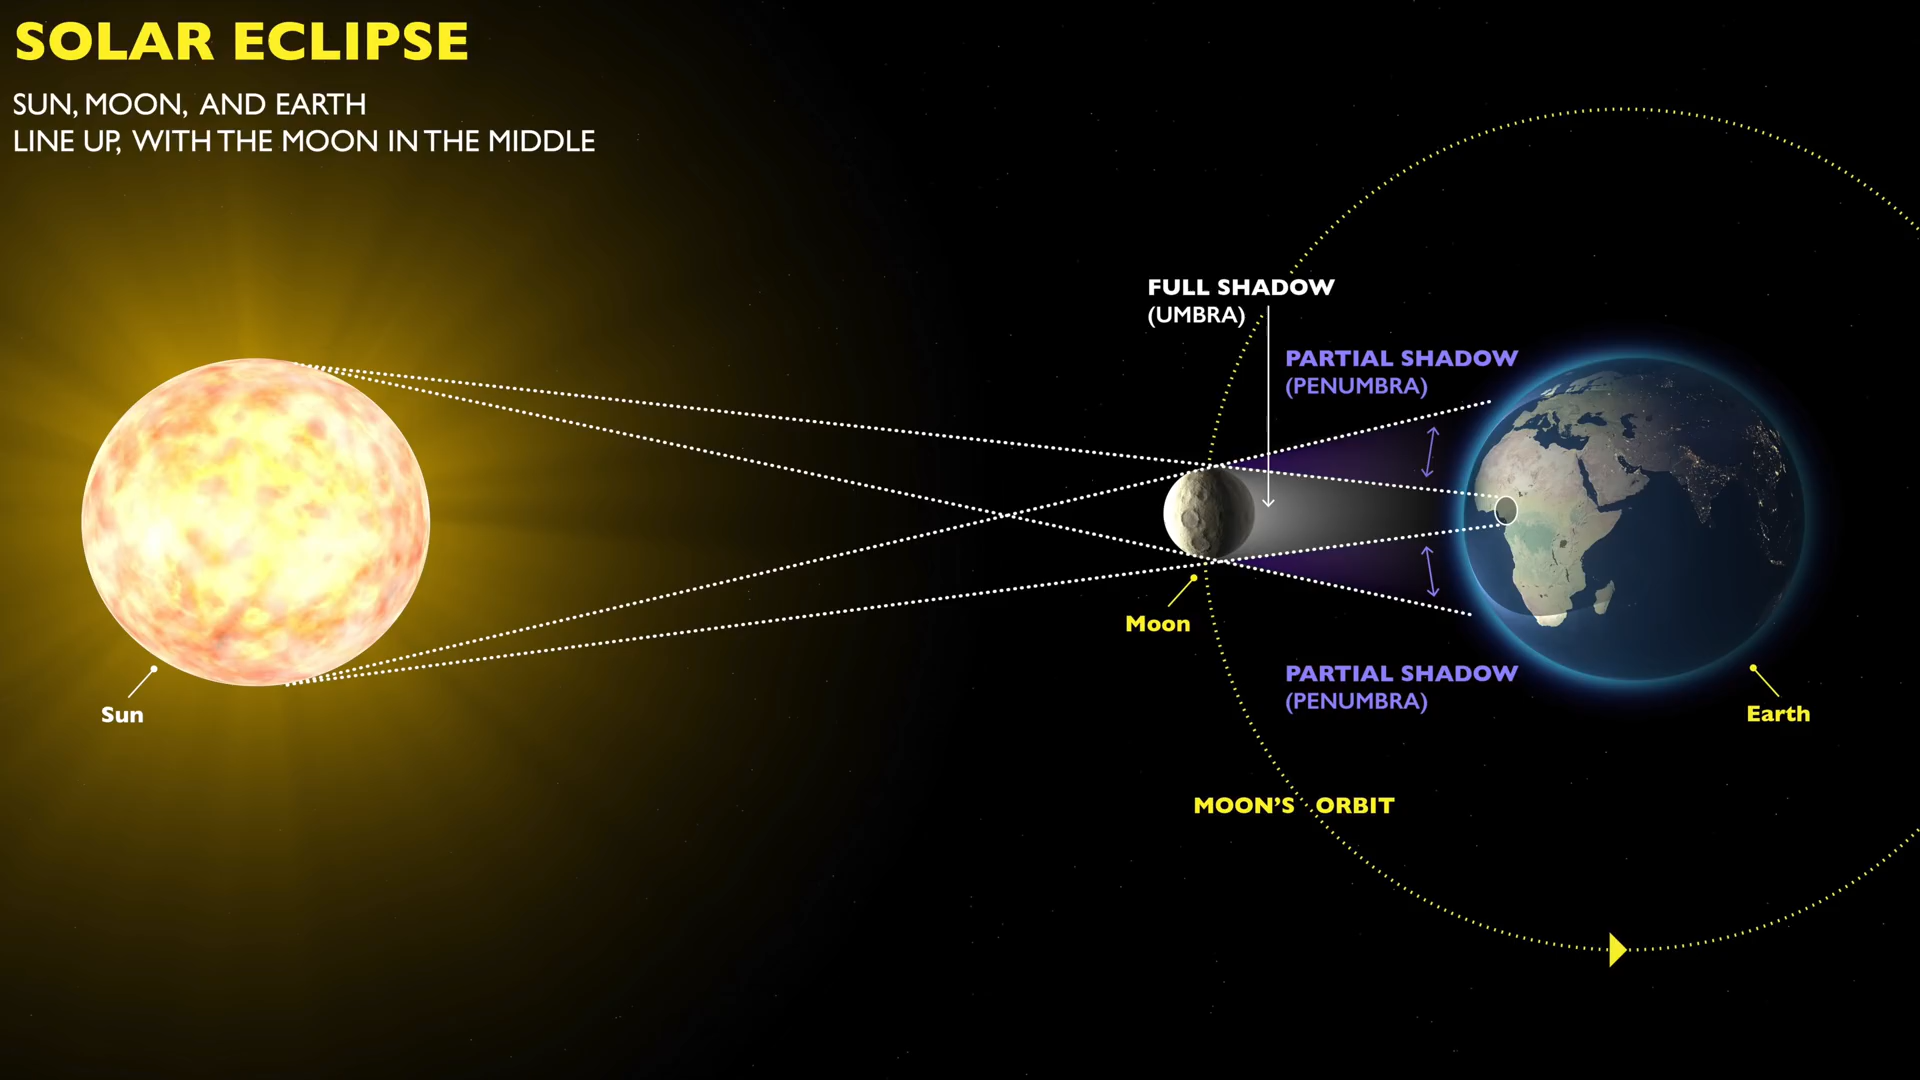 SOLAR ECLIPSE
SUN, MOON, AND EARTH
LINE UP, WITH THE MOON IN THE MIDDLE
FULL SHADOW
(UMBRA)
PARTIAL SHADOW
(PENUMBRA)
Moon
PARTIAL SHADOW
(PENUMBRA)
Sun
Earth
MOON'S ORBIT